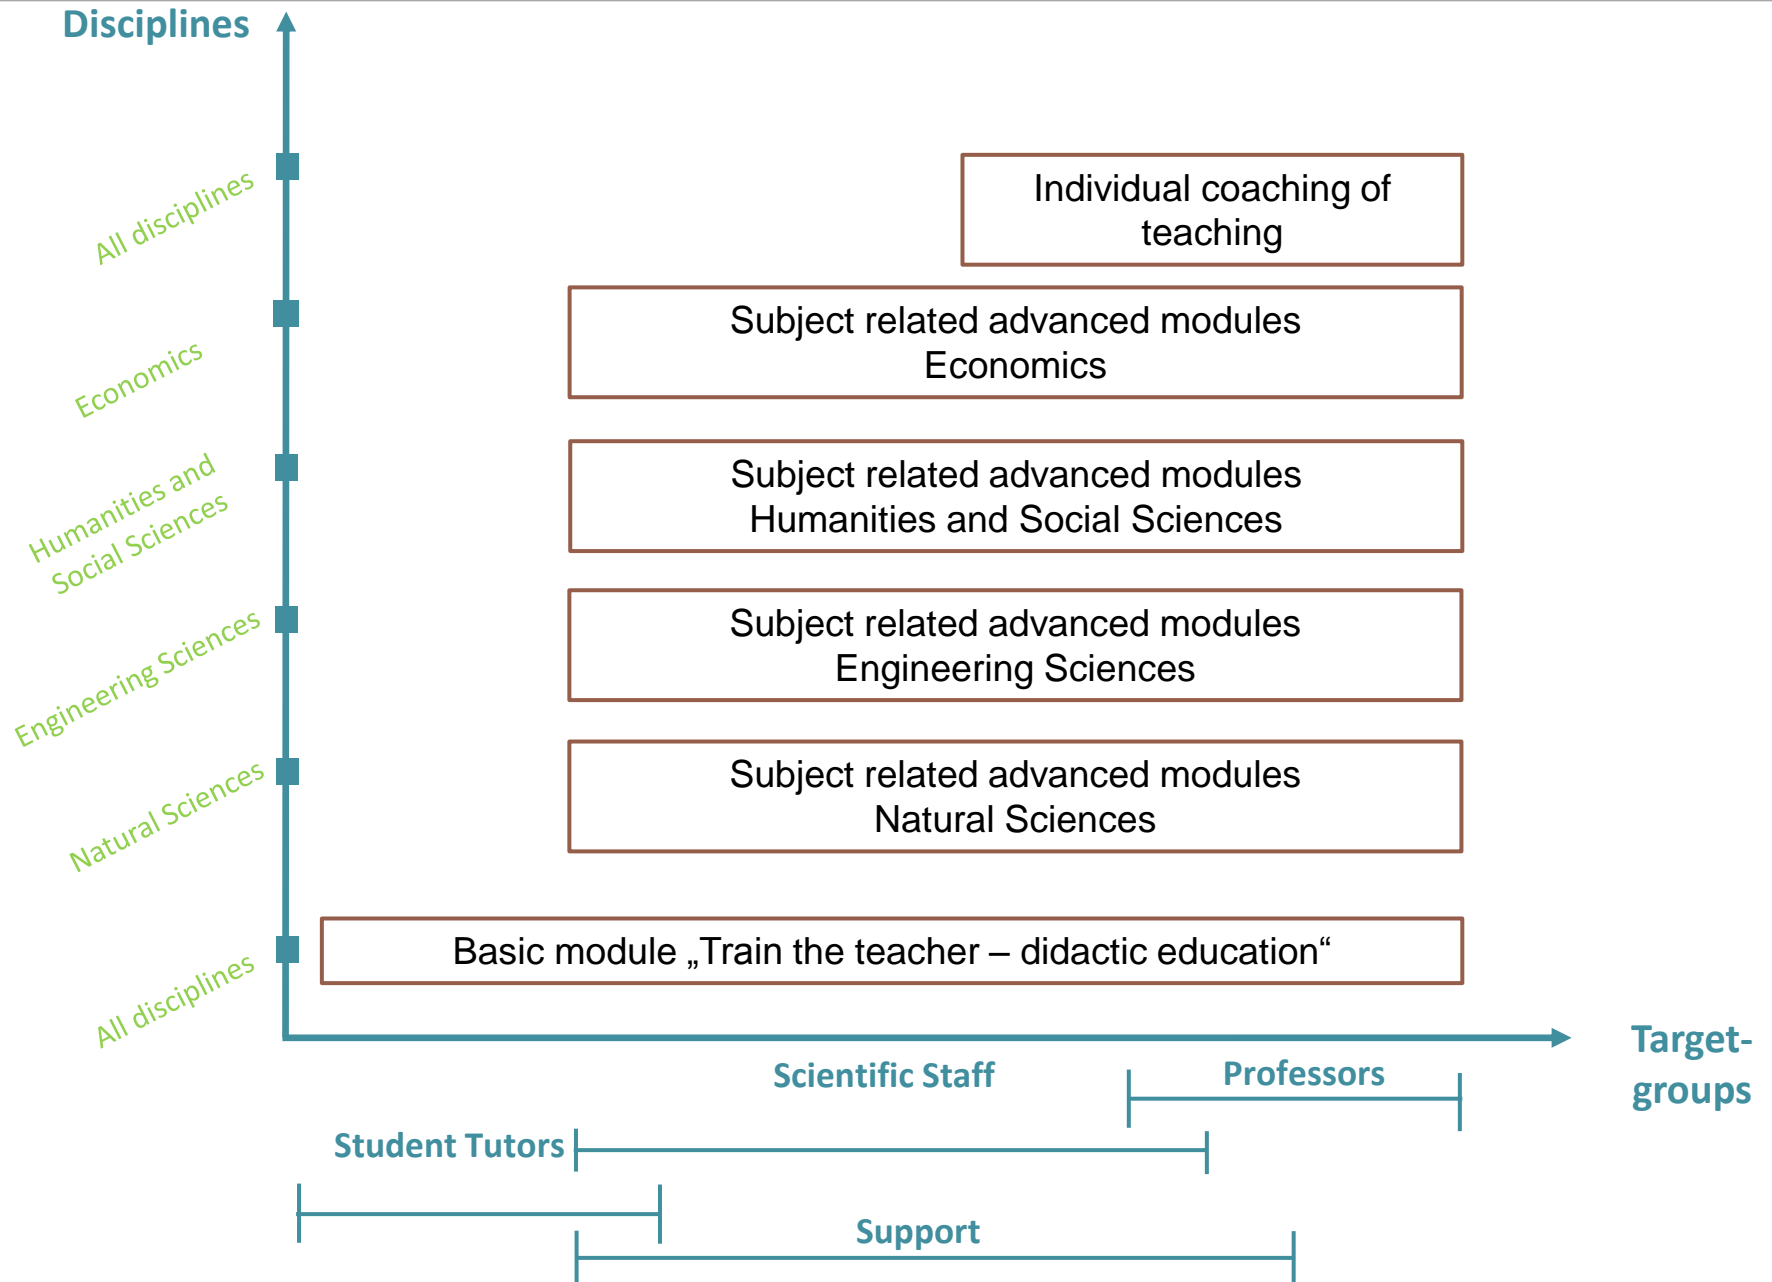 Disciplines
All disciplines
Individual coaching of
teaching
Economics
Subject related advanced modules
Economics
Humanities and
Social Sciences
Subject related advanced modules
Humanities and Social Sciences
Engineering Sciences
Subject related advanced modules
Engineering Sciences
Natural Sciences
Subject related advanced modules
Natural Sciences
All disciplines
Basic module „Train the teacher – didactic education“
Target-
groups
Scientific Staff
Professors
Student Tutors
Support